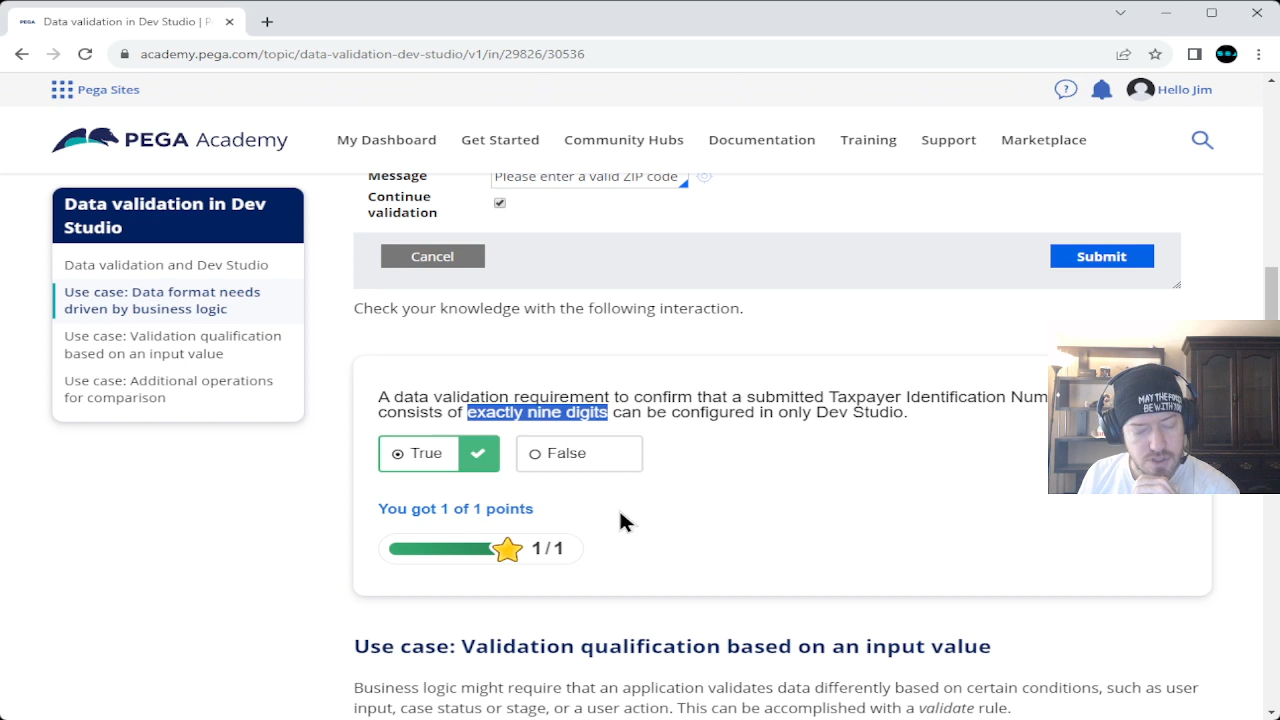 PEGA
Data validation in Dev Studio | P
academy.pega.com/topic/data-validation-dev-studio/v1/in/29826/30536
Pega Sites
?
Hello Jim
PEGA Academy
My Dashboard
Get Started
Community Hubs
Documentation
Training
Support
Marketplace
Data validation in Dev
Studio
Data validation and Dev Studio
Use case: Data format needs
driven by business logic
Use case: Validation qualification
based on an input value
Use case: Additional operations
for comparison
Message
Please enter a valid ZIP code
Continue
validation
Cancel
Submit
Check your knowledge with the following interaction.
A data validation requirement to confirm that a submitted Taxpayer Identification Num
consists of exactly nine digits can be configured in only Dev Studio.
True
False
You got 1 of 1 points
1/1
MAY THE FORCE
BE WITH YOU
Use case: Validation qualification based on an input value
Business logic might require that an application validates data differently based on certain conditions, such as user
input, case status or stage, or a user action. This can be accomplished with a validate rule.